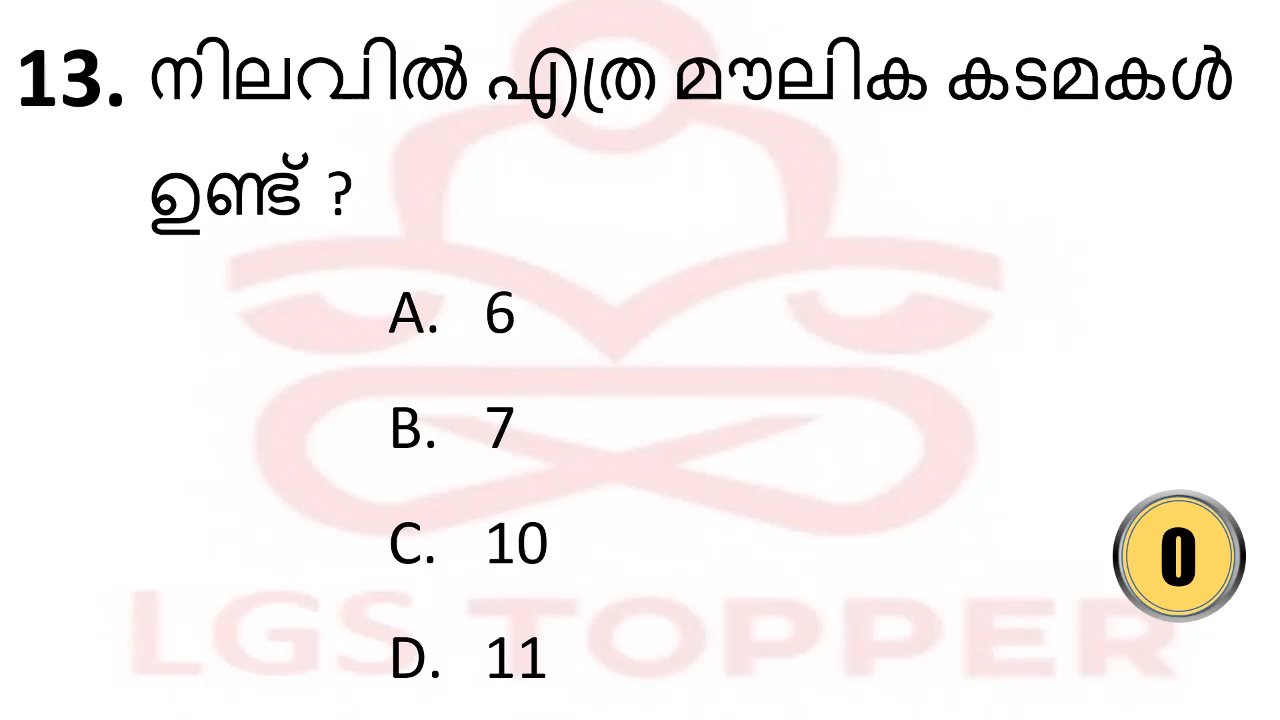 13. നിലവിൽ എത്ര മൗലിക കടമകൾ
ഉണ്ട് ?
A. 6
B. 7
C. 10
D. 11
0
LGS TOPPER